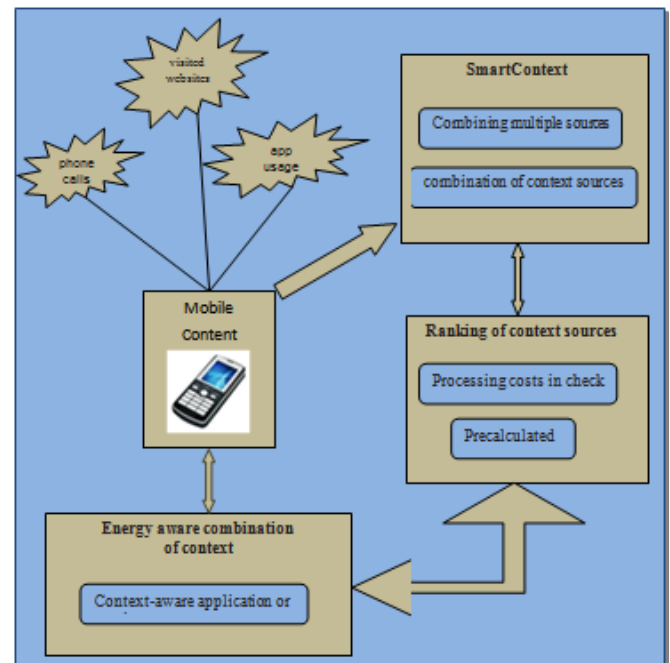 visited
websites
phone
calls
app
usage
SmartContext
Combining multiple sources
combination of context sources
Mobile
Content
Ranking of context sources
Processing costs in check
Precalculated
Energy aware combination
of context
Context-aware application or